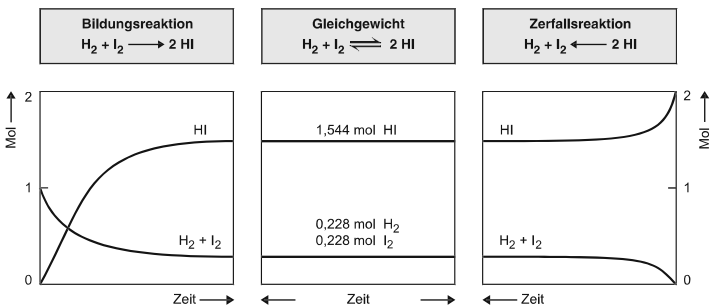 Bildungsreaktion
H₂ + I₂ ⟶ 2 HI
Gleichgewicht
H₂ + I₂ ⇌ 2 HI
Zerfallsreaktion
H₂ + I₂ ⟵ 2 HI
Mol →
2
1
0
HI
H₂ + I₂
Zeit →
1,544 mol HI
0,228 mol H₂
0,228 mol I₂
← Zeit →
HI
H₂ + I₂
← Zeit
2
1
0
Mol →